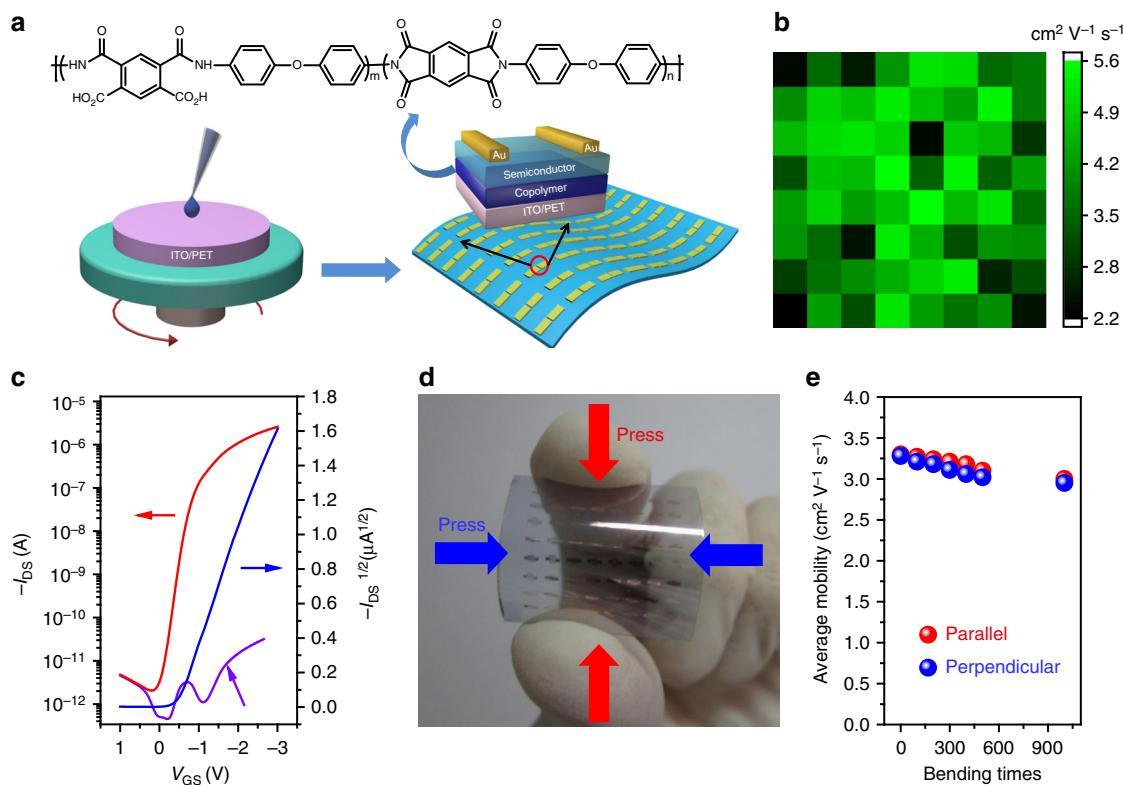 a
O O O O
HN NH O m N N O n
HO₂C CO₂H O O
Au Au
Semiconductor
Copolymer
ITO/PET
ITO/PET
b
cm² V⁻¹ s⁻¹
5.6
4.9
4.2
3.5
2.8
2.2
c
10⁻⁵
10⁻⁶
10⁻⁷
10⁻⁸
10⁻⁹
10⁻¹⁰
10⁻¹¹
10⁻¹²
−I_DS (A)
1.8
1.6
1.4
1.2
1.0
0.8
0.6
0.4
0.2
0.0
−I_DS^1/2 (μA^1/2)
1 0 −1 −2 −3
V_GS (V)
d
Press
Press
e
4.0
3.5
3.0
2.5
2.0
1.5
1.0
0.5
0.0
Average mobility (cm² V⁻¹ s⁻¹)
Parallel
Perpendicular
0 300 600 900
Bending times